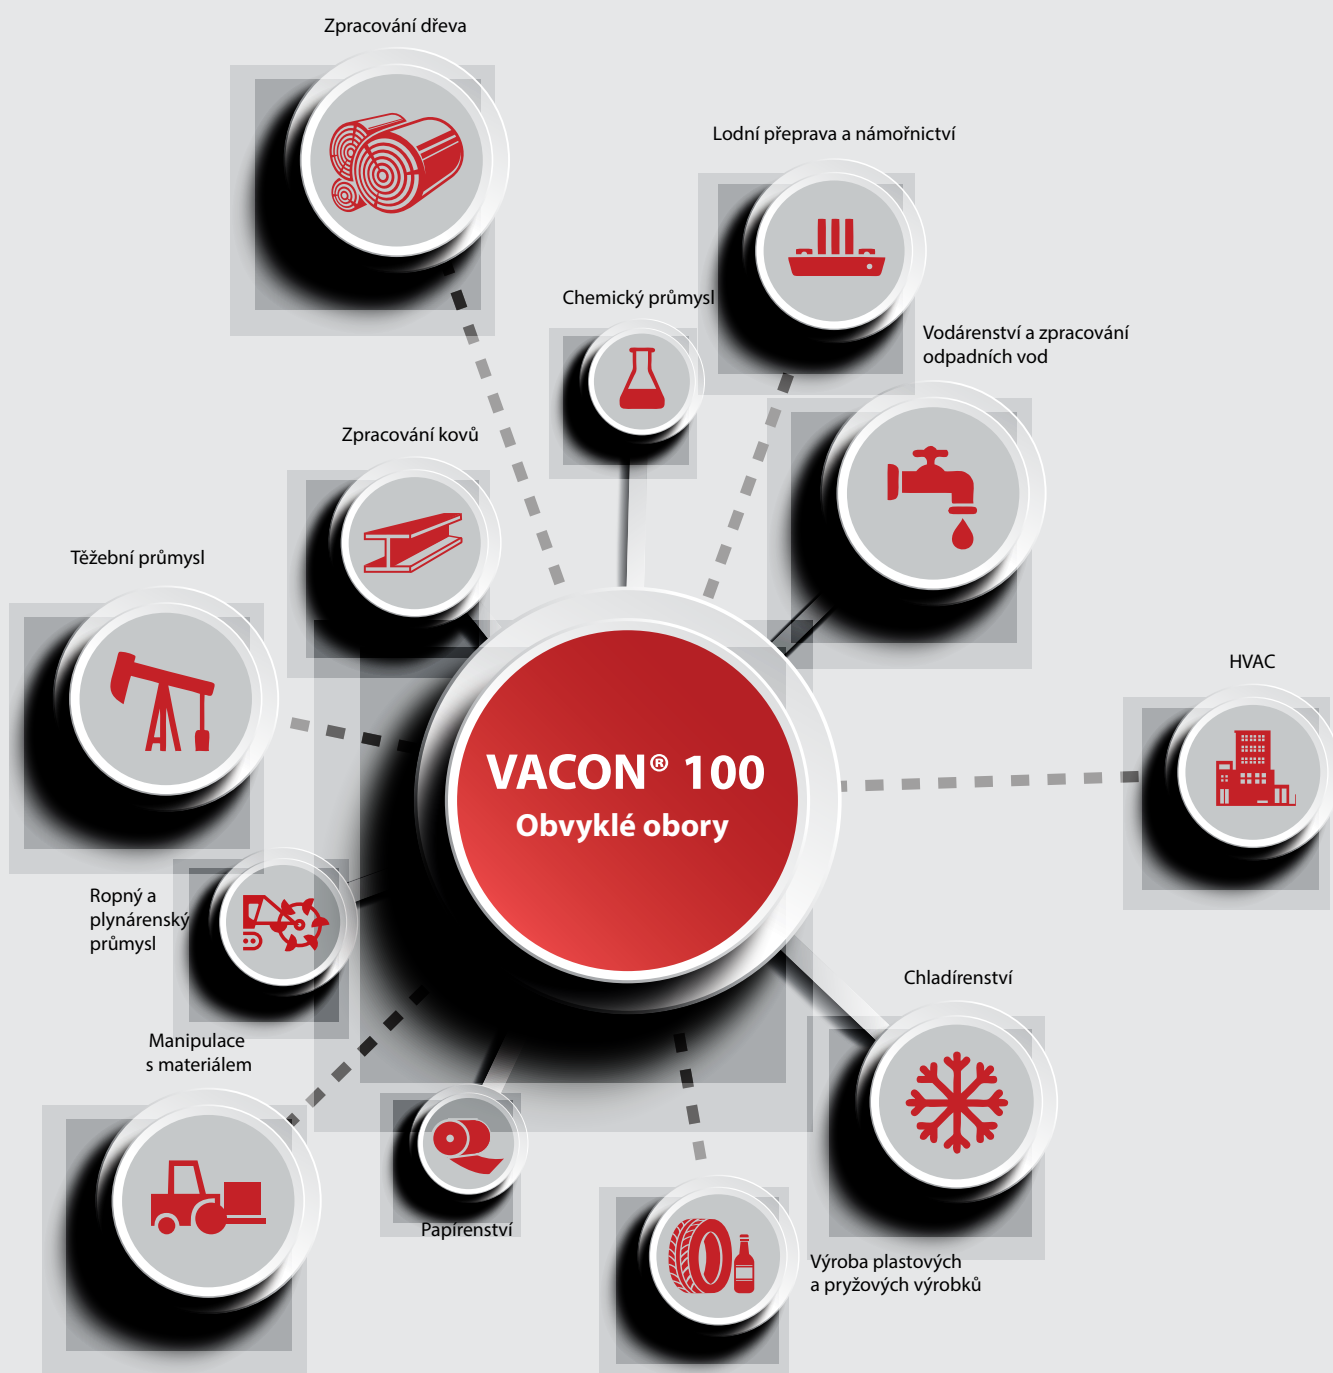 Zpracování dřeva
Lodní přeprava a námořnictví
Chemický průmysl
Vodárenství a zpracování
odpadních vod
Zpracování kovů
Těžební průmysl
HVAC
VACON® 100
Obvyklé obory
Ropný a
plynárenský
průmysl
Chladírenství
Manipulace
s materiálem
Papírenství
Výroba plastových
a pryžových výrobků